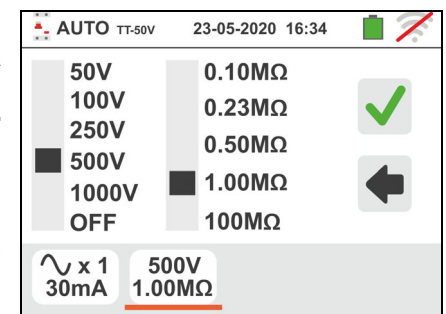 AUTO TT-50V 23-05-2020 16:34
50V 0.10MΩ
100V 0.23MΩ
250V 0.50MΩ
500V 1.00MΩ
1000V 100MΩ
OFF
∿ x 1 500V
30mA 1.00MΩ